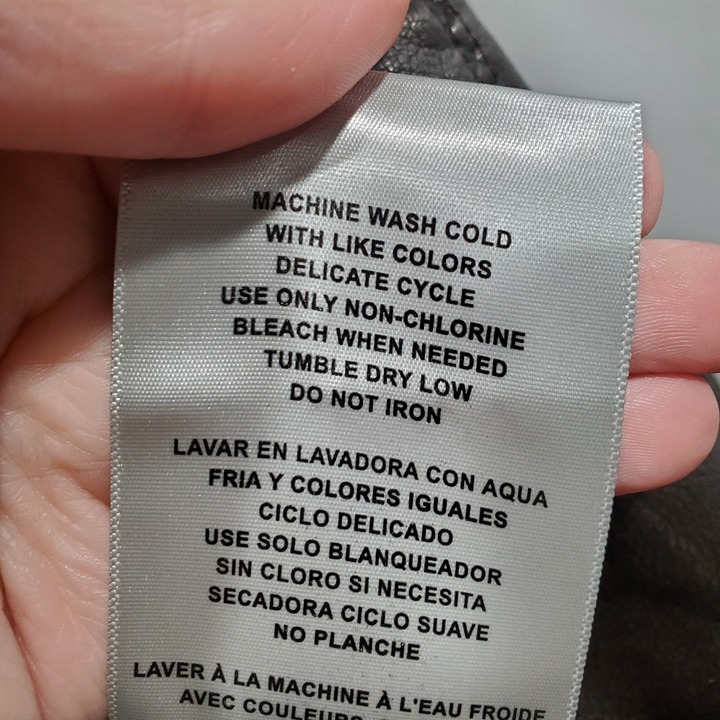 MACHINE WASH COLD
WITH LIKE COLORS
DELICATE CYCLE
USE ONLY NON-CHLORINE
BLEACH WHEN NEEDED
TUMBLE DRY LOW
DO NOT IRON
LAVAR EN LAVADORA CON AQUA
FRIA Y COLORES IGUALES
CICLO DELICADO
USE SOLO BLANQUEADOR
SIN CLORO SI NECESITA
SECADORA CICLO SUAVE
NO PLANCHE
LAVER À LA MACHINE À L'EAU FROIDE
AVEC COULEURS